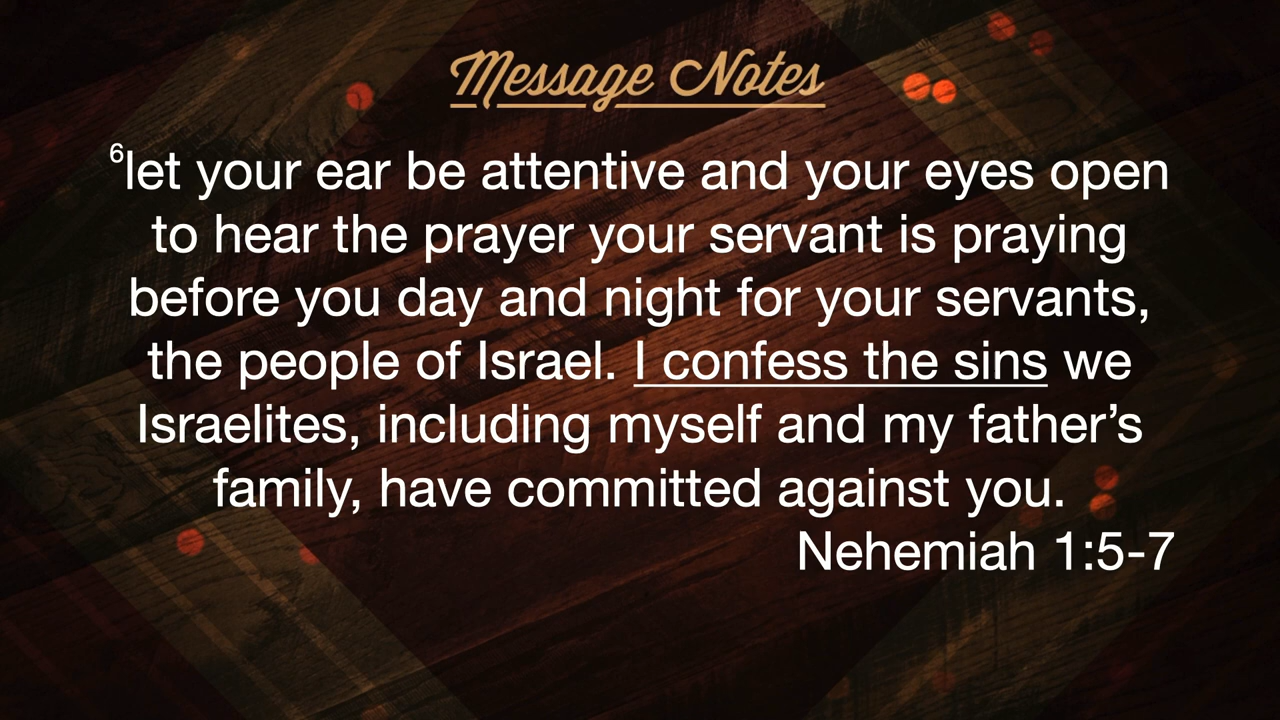 Message Notes
6let your ear be attentive and your eyes open
to hear the prayer your servant is praying
before you day and night for your servants,
the people of Israel. I confess the sins we
Israelites, including myself and my father’s
family, have committed against you.
Nehemiah 1:5-7